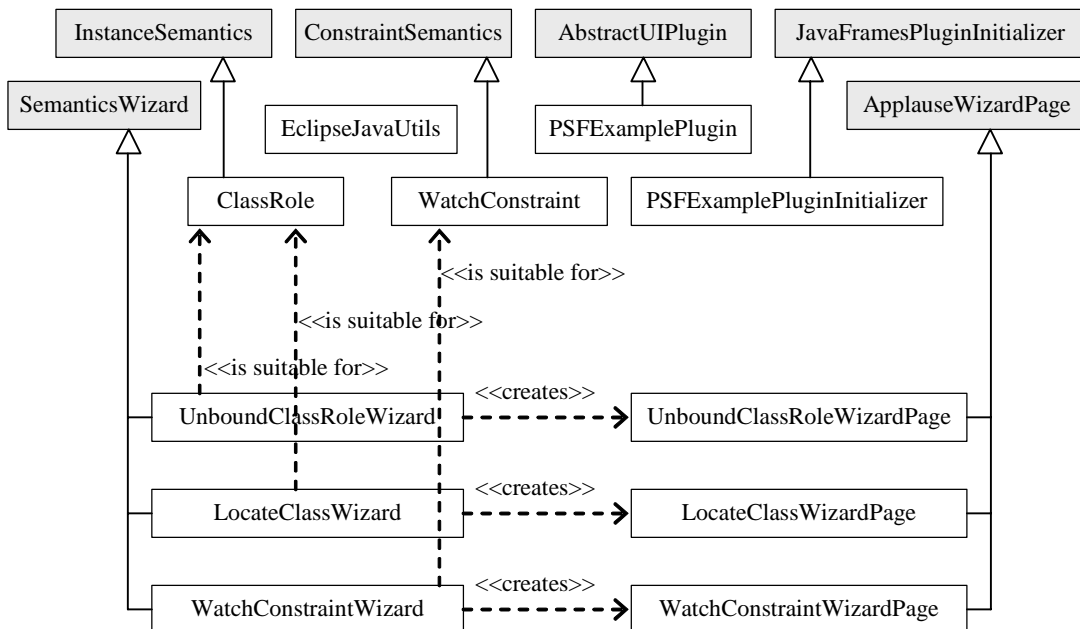 InstanceSemantics
ConstraintSemantics
AbstractUIPlugin
JavaFramesPluginInitializer
SemanticsWizard
ApplauseWizardPage
EclipseJavaUtils
PSFExamplePlugin
ClassRole
WatchConstraint
PSFExamplePluginInitializer
<<is suitable for>>
<<is suitable for>>
<<is suitable for>>
<<creates>>
UnboundClassRoleWizard
UnboundClassRoleWizardPage
<<creates>>
LocateClassWizard
LocateClassWizardPage
<<creates>>
WatchConstraintWizard
WatchConstraintWizardPage